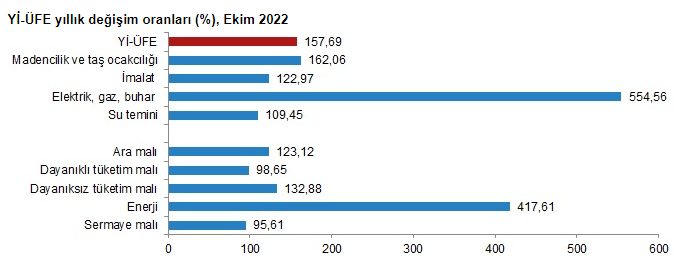 Yİ-ÜFE yıllık değişim oranları (%), Ekim 2022
Yİ-ÜFE 157,69
Madencilik ve taş ocakcılığı 162,06
İmalat 122,97
Elektrik, gaz, buhar 554,56
Su temini 109,45
Ara malı 123,12
Dayanıklı tüketim malı 98,65
Dayanıksız tüketim malı 132,88
Enerji 417,61
Sermaye malı 95,61
0 100 200 300 400 500 600